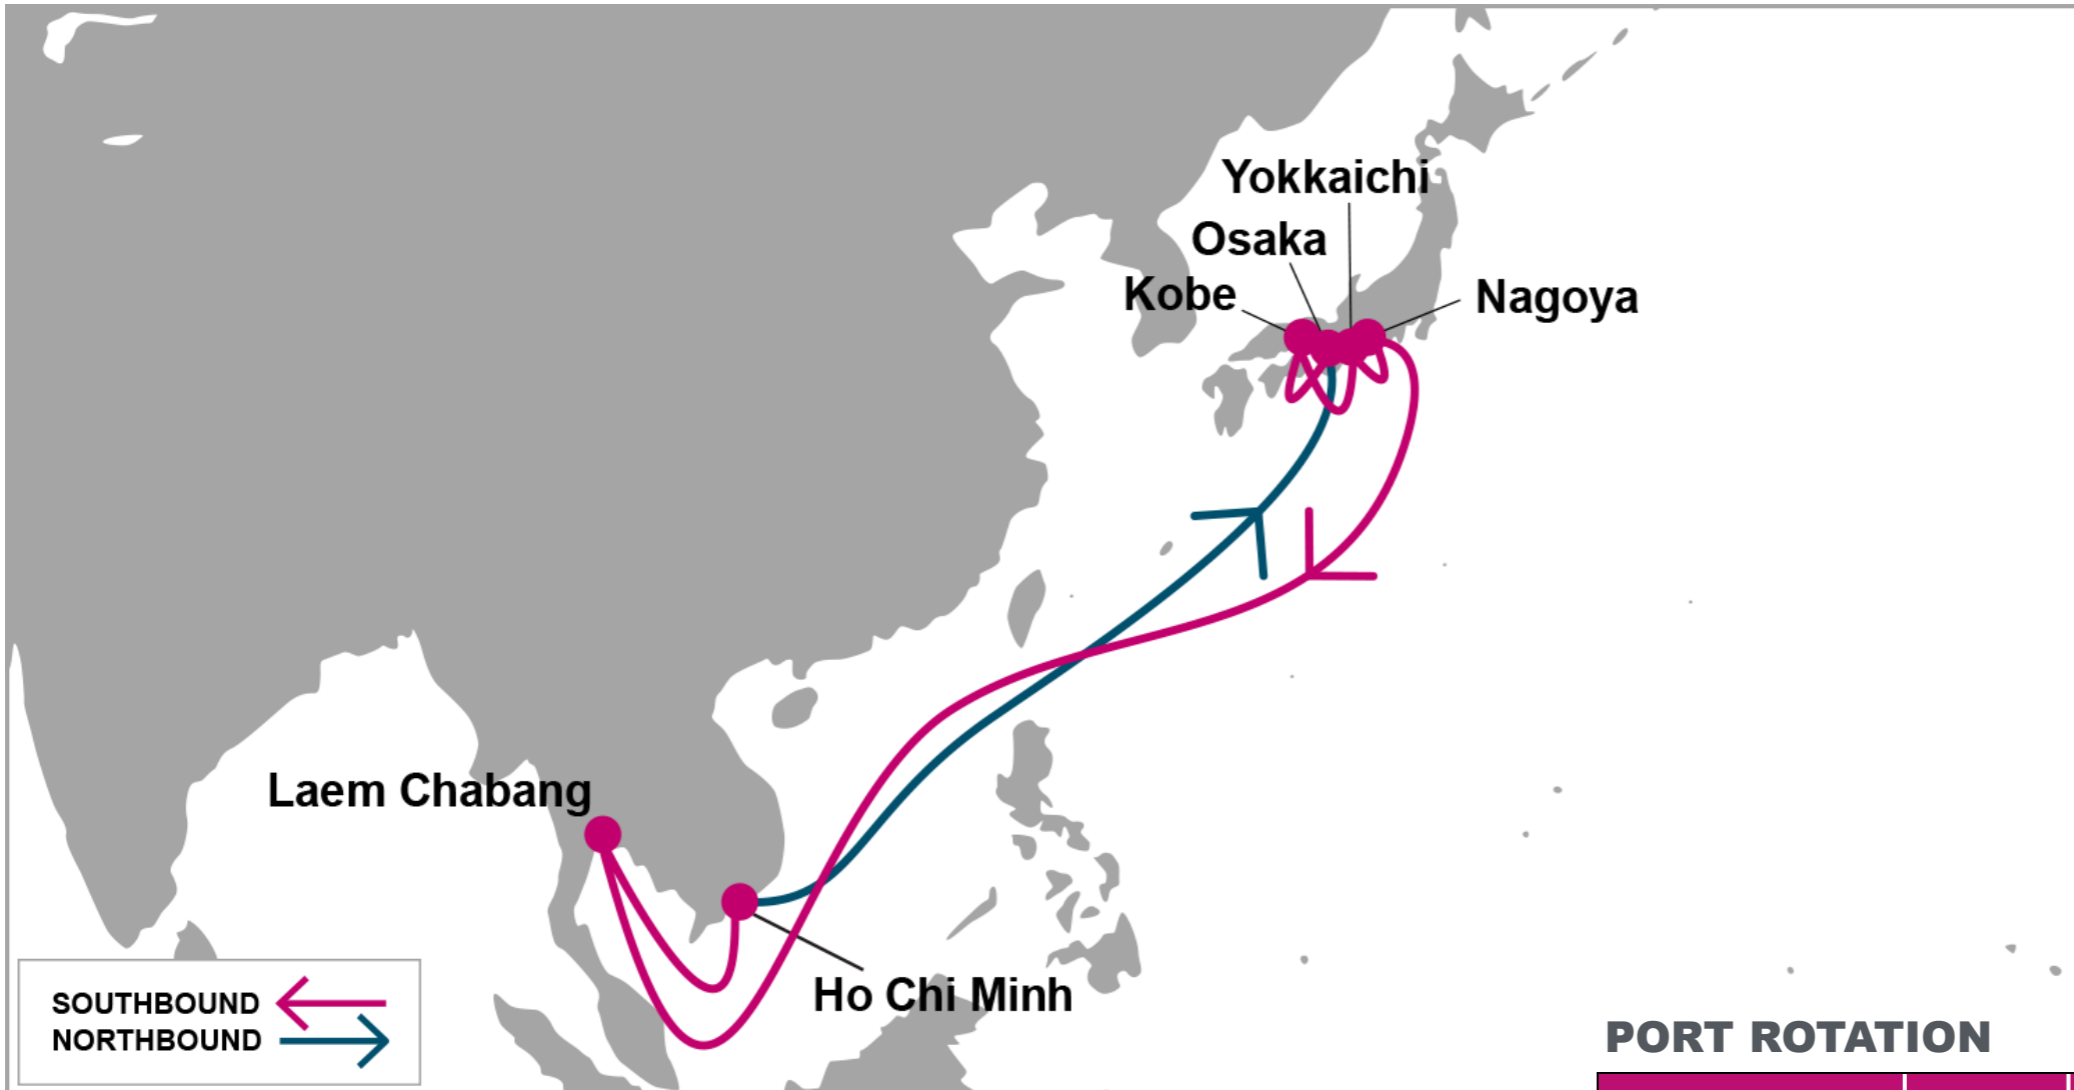 Yokkaichi
Osaka
Kobe
Nagoya
Laem Chabang
Ho Chi Minh
SOUTHBOUND
NORTHBOUND
PORT ROTATION